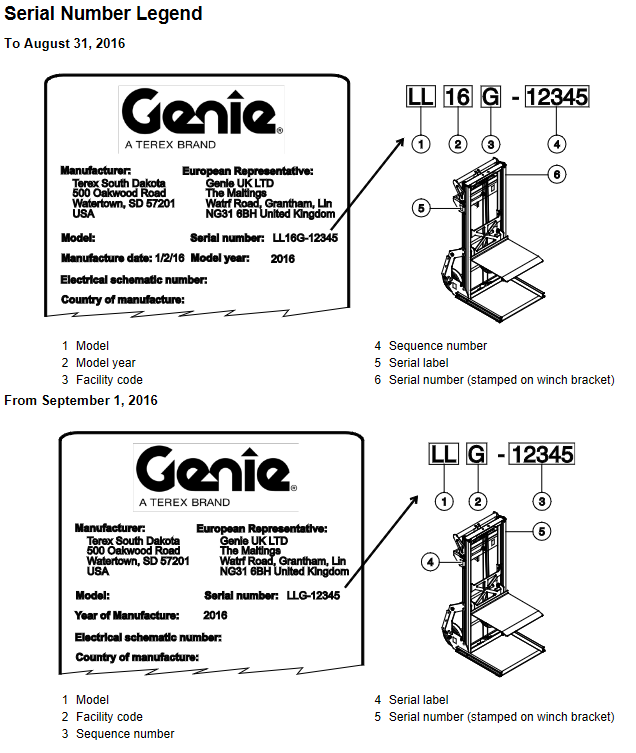 Serial Number Legend
To August 31, 2016
Genie®
A TEREX BRAND
Manufacturer:
Terex South Dakota
500 Oakwood Road
Watertown, SD 57201
USA
European Representative:
Genie UK LTD
The Maltings
Watrf Road, Grantham, Lin
NG31 6BH United Kingdom
Model:
Serial number: LL16G-12345
Manufacture date: 1/2/16 Model year: 2016
Electrical schematic number:
Country of manufacture:
LL 16 G - 12345
1 2 3 4
6
5
1 Model
2 Model year
3 Facility code
4 Sequence number
5 Serial label
6 Serial number (stamped on winch bracket)
From September 1, 2016
Genie®
A TEREX BRAND
Manufacturer:
Terex South Dakota
500 Oakwood Road
Watertown, SD 57201
USA
European Representative:
Genie UK LTD
The Maltings
Watrf Road, Grantham, Lin
NG31 6BH United Kingdom
Model:
Serial number: LLG-12345
Year of Manufacture: 2016
Electrical schematic number:
Country of manufacture:
LL G - 12345
1 2 3
5
4
1 Model
2 Facility code
3 Sequence number
4 Serial label
5 Serial number (stamped on winch bracket)